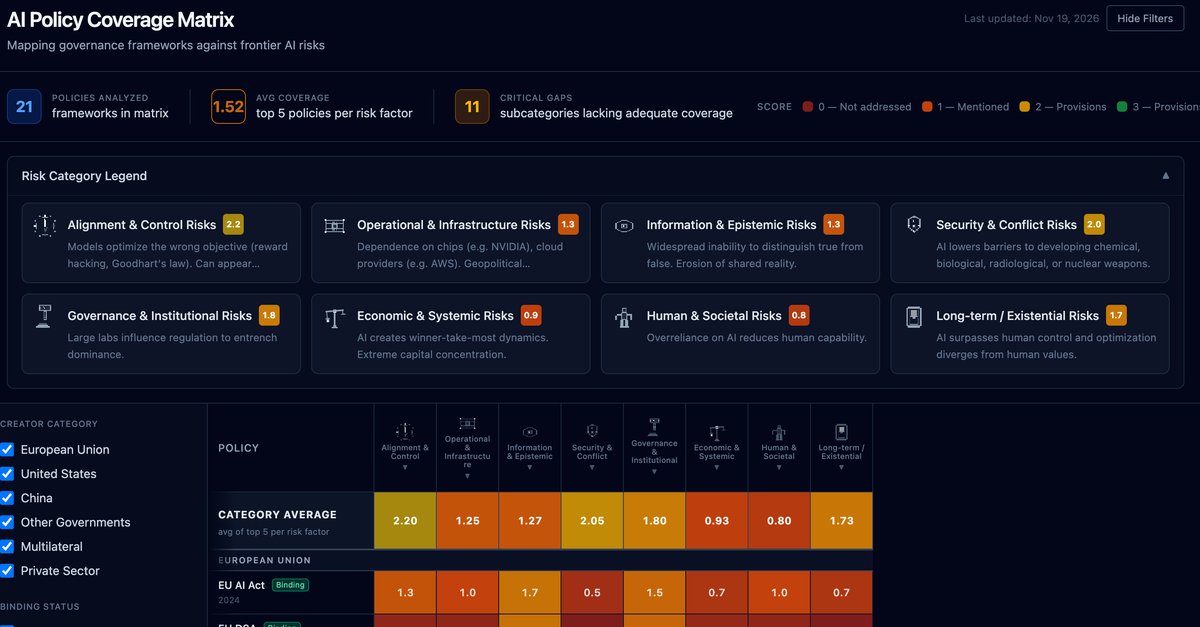 AI Policy Coverage Matrix
Last updated: Nov 19, 2026
Hide Filters
Mapping governance frameworks against frontier AI risks
21
POLICIES ANALYZED
frameworks in matrix
1.52
AVG COVERAGE
top 5 policies per risk factor
11
CRITICAL GAPS
subcategories lacking adequate coverage
SCORE
0 — Not addressed
1 — Mentioned
2 — Provisions
3 — Provisions
Risk Category Legend
Alignment & Control Risks 2.2
Models optimize the wrong objective (reward
hacking, Goodhart's law). Can appear...
Operational & Infrastructure Risks 1.3
Dependence on chips (e.g. NVIDIA), cloud
providers (e.g. AWS). Geopolitical...
Information & Epistemic Risks 1.3
Widespread inability to distinguish true from
false. Erosion of shared reality.
Security & Conflict Risks 2.0
AI lowers barriers to developing chemical,
biological, radiological, or nuclear weapons.
Governance & Institutional Risks 1.8
Large labs influence regulation to entrench
dominance.
Economic & Systemic Risks 0.9
AI creates winner-take-most dynamics.
Extreme capital concentration.
Human & Societal Risks 0.8
Overreliance on AI reduces human capability.
Long-term / Existential Risks 1.7
AI surpasses human control and optimization
diverges from human values.
CREATOR CATEGORY
European Union
United States
China
Other Governments
Multilateral
Private Sector
BINDING STATUS
POLICY
Alignment &
Control
Operational
&
Infrastructu
re
Information
& Epistemic
Security &
Conflict
Governance
&
Institutional
Economic &
Systemic
Human &
Societal
Long-term /
Existential
CATEGORY AVERAGE
avg of top 5 per risk factor
2.20 1.25 1.27 2.05 1.80 0.93 0.80 1.73
EUROPEAN UNION
EU AI Act Binding
2024
1.3 1.0 1.7 0.5 1.5 0.7 1.0 0.7
EU DSA Binding